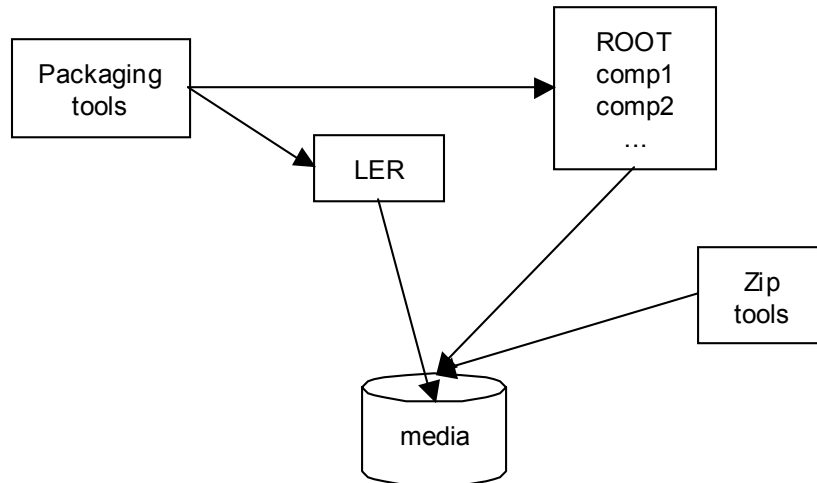 Packaging
tools
ROOT
comp1
comp2
...
LER
Zip
tools
media